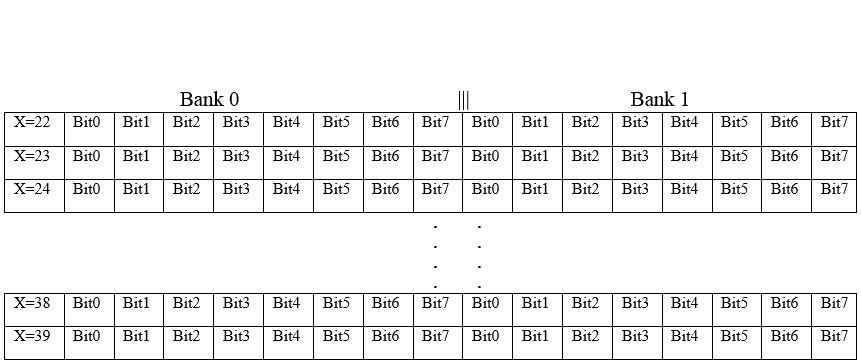 Bank 0 ||| Bank 1
X=22 Bit0 Bit1 Bit2 Bit3 Bit4 Bit5 Bit6 Bit7 Bit0 Bit1 Bit2 Bit3 Bit4 Bit5 Bit6 Bit7
X=23 Bit0 Bit1 Bit2 Bit3 Bit4 Bit5 Bit6 Bit7 Bit0 Bit1 Bit2 Bit3 Bit4 Bit5 Bit6 Bit7
X=24 Bit0 Bit1 Bit2 Bit3 Bit4 Bit5 Bit6 Bit7 Bit0 Bit1 Bit2 Bit3 Bit4 Bit5 Bit6 Bit7
. .
. .
. .
. .
X=38 Bit0 Bit1 Bit2 Bit3 Bit4 Bit5 Bit6 Bit7 Bit0 Bit1 Bit2 Bit3 Bit4 Bit5 Bit6 Bit7
X=39 Bit0 Bit1 Bit2 Bit3 Bit4 Bit5 Bit6 Bit7 Bit0 Bit1 Bit2 Bit3 Bit4 Bit5 Bit6 Bit7